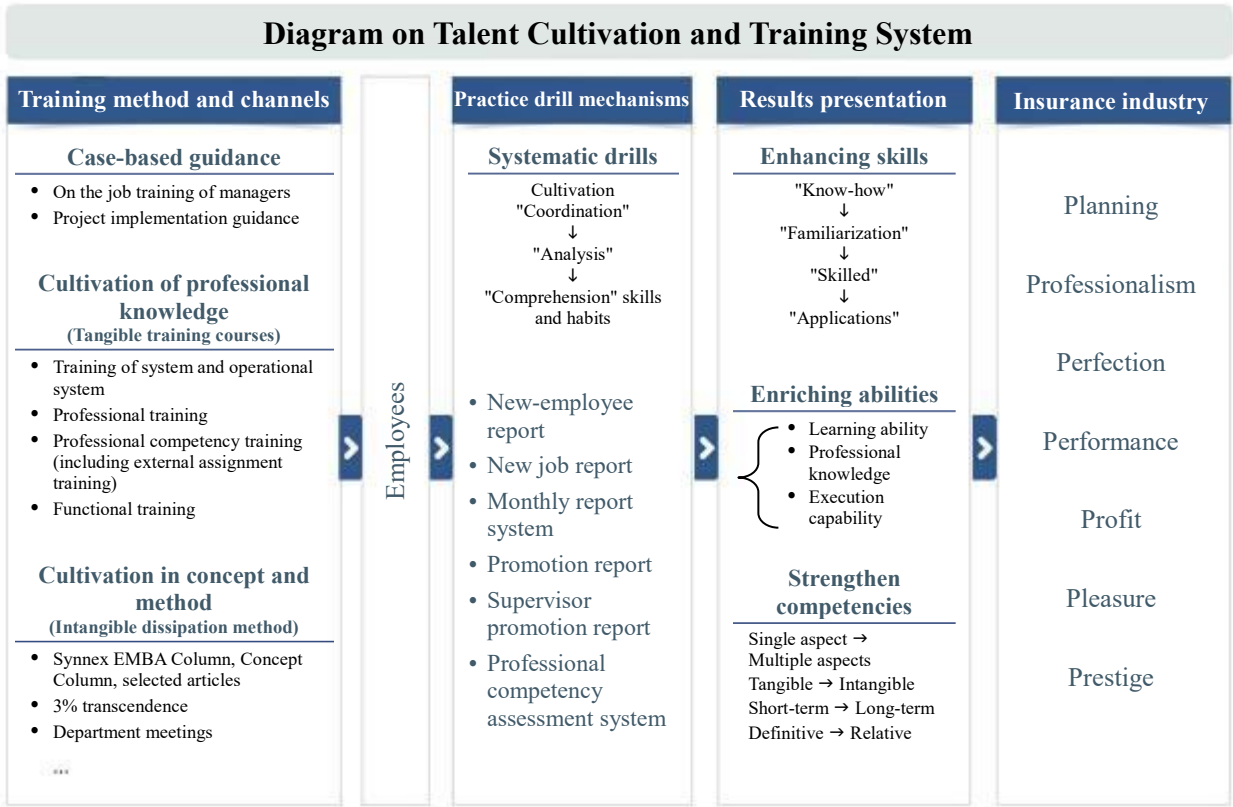 Diagram on Talent Cultivation and Training System
Training method and channels
Case-based guidance
• On the job training of managers
• Project implementation guidance
Cultivation of professional
knowledge
(Tangible training courses)
• Training of system and operational
system
• Professional training
• Professional competency training
(including external assignment
training)
• Functional training
Cultivation in concept and
method
(Intangible dissipation method)
• Synnex EMBA Column, Concept
Column, selected articles
• 3% transcendence
• Department meetings
...
Employees
Practice drill mechanisms
Systematic drills
Cultivation
"Coordination"
↓
"Analysis"
↓
"Comprehension" skills
and habits
• New-employee
report
• New job report
• Monthly report
system
• Promotion report
• Supervisor
promotion report
• Professional
competency
assessment system
Results presentation
Enhancing skills
"Know-how"
↓
"Familiarization"
↓
"Skilled"
↓
"Applications"
Enriching abilities
• Learning ability
• Professional
knowledge
• Execution
capability
Strengthen
competencies
Single aspect →
Multiple aspects
Tangible → Intangible
Short-term → Long-term
Definitive → Relative
Insurance industry
Planning
Professionalism
Perfection
Performance
Profit
Pleasure
Prestige